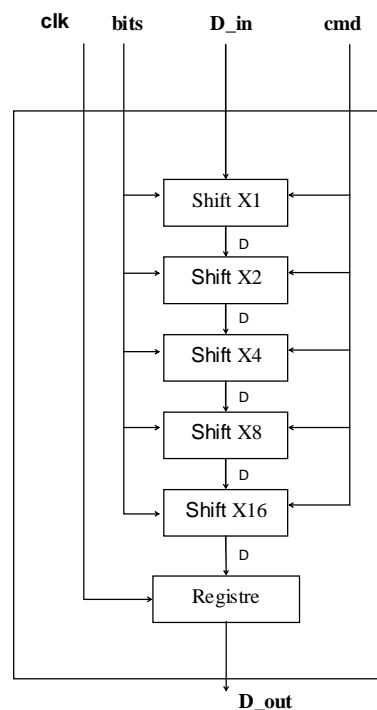 clk bits D_in cmd
Shift X1
D
Shift X2
D
Shift X4
D
Shift X8
D
Shift X16
D
Registre
D_out